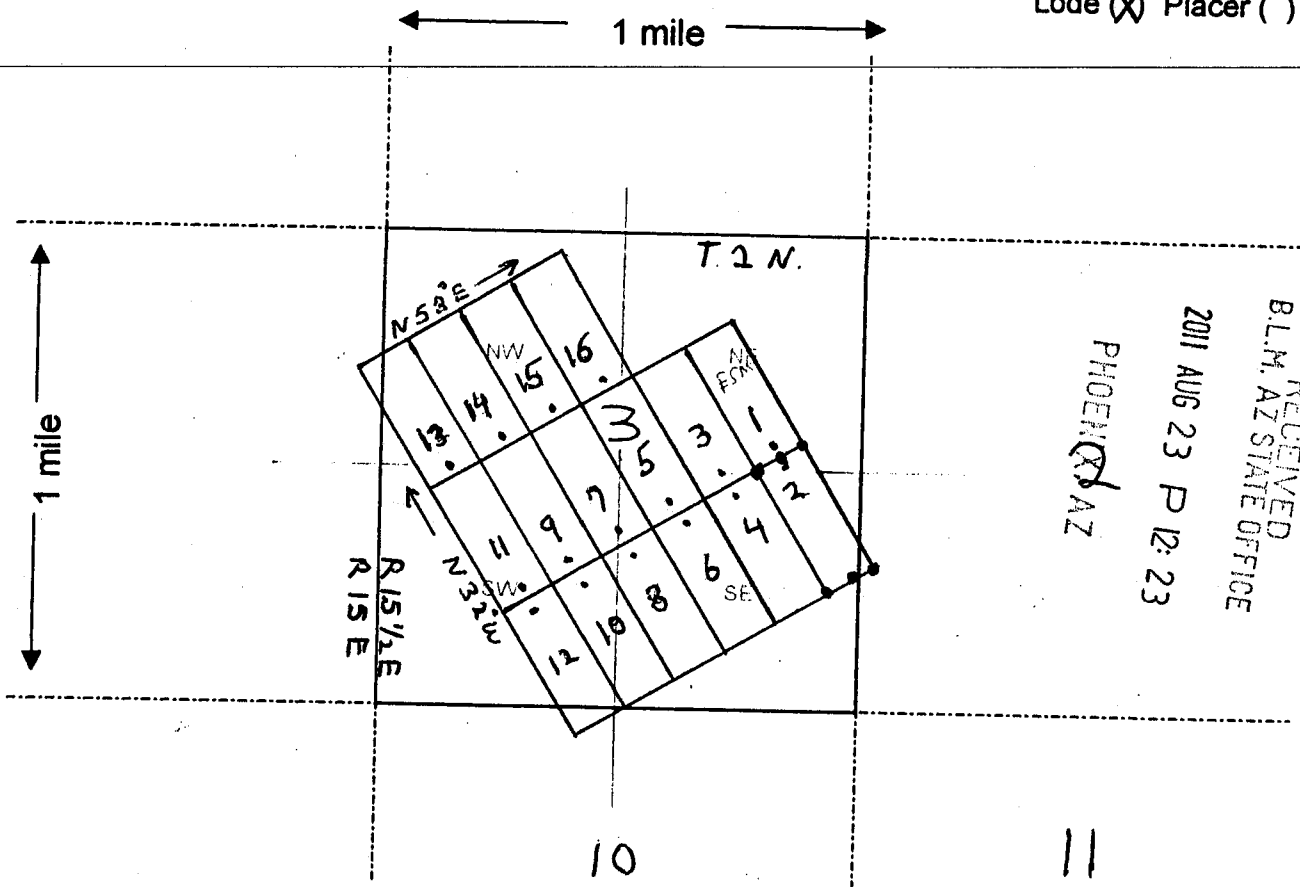 Lode (X) Placer ( )
1 mile
1 mile
T. 2 N.
N 58° E
NW
16
15
14
13
3
5
3
1
2
7
9
11
4
6
8
10
12
SW
SE
N 32° W
R 15½ E
R 15 E
RECEIVED
B.L.M. AZ STATE OFFICE
2011 AUG 23 P 12: 23
PHOENIX, AZ
10
11